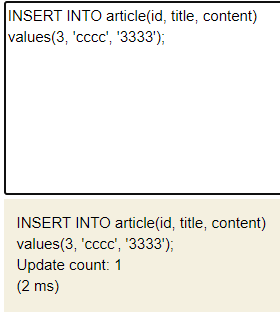 INSERT INTO article(id, title, content)
values(3, 'cccc', '3333');
INSERT INTO article(id, title, content)
values(3, 'cccc', '3333');
Update count: 1
(2 ms)